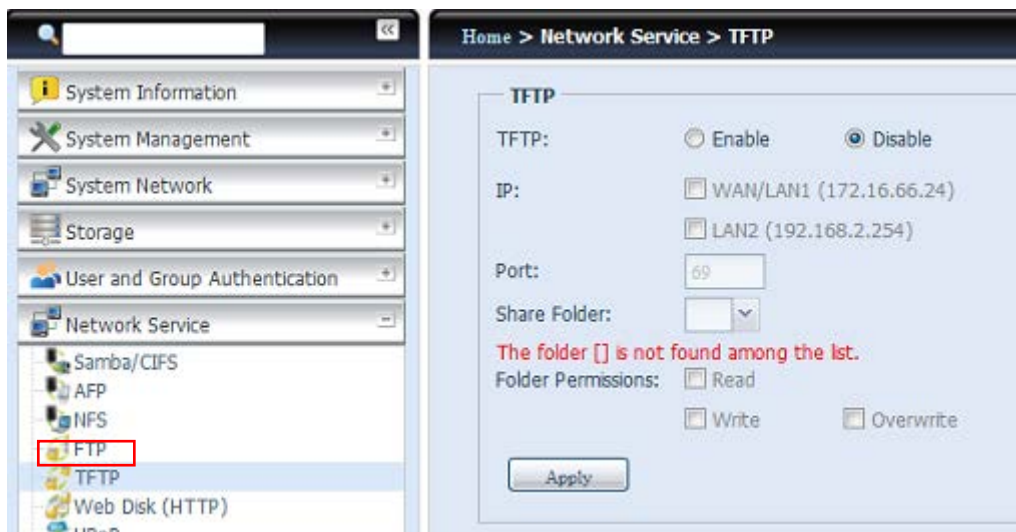 Home > Network Service > TFTP
System Information
System Management
System Network
Storage
User and Group Authentication
Network Service
Samba/CIFS
AFP
NFS
FTP
TFTP
Web Disk (HTTP)
TFTP
TFTP: Enable Disable
IP: WAN/LAN1 (172.16.66.24)
LAN2 (192.168.2.254)
Port: 69
Share Folder:
The folder [] is not found among the list.
Folder Permissions: Read
Write Overwrite
Apply